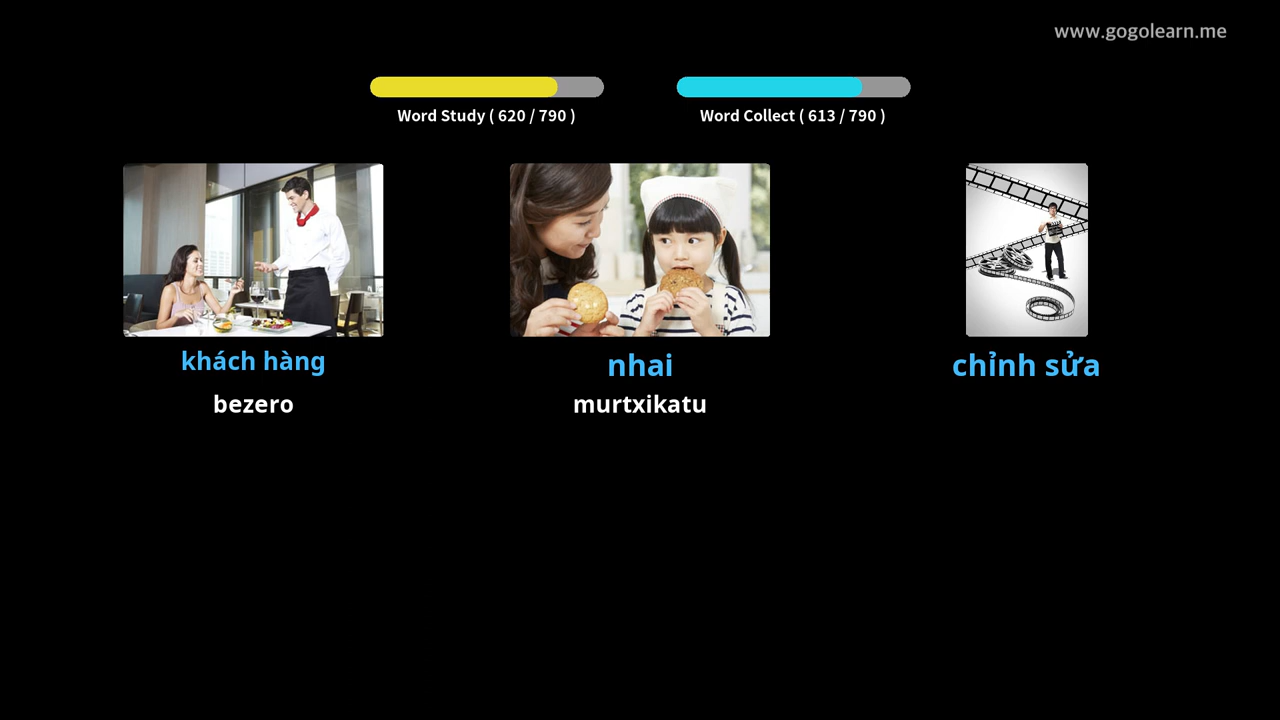 www.gogolearn.me
Word Study ( 620 / 790 )
Word Collect ( 613 / 790 )
khách hàng
bezero
nhai
murtxikatu
chỉnh sửa